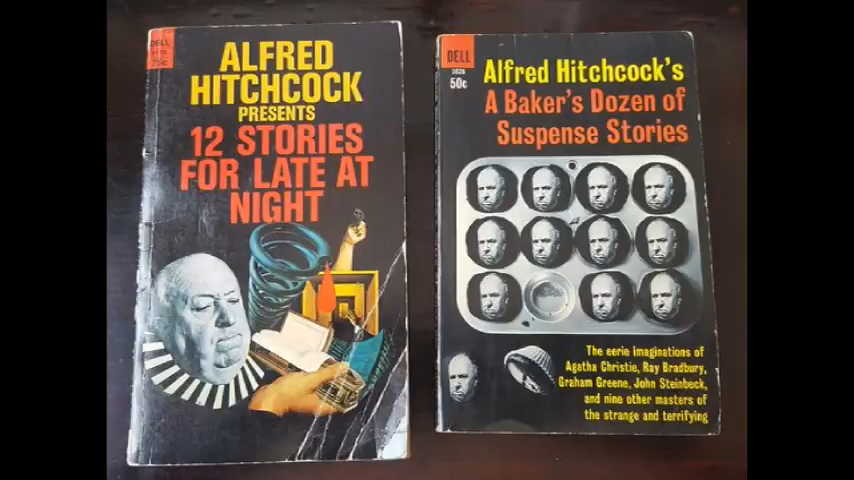 DELL
75c
ALFRED
HITCHCOCK
PRESENTS
12 STORIES
FOR LATE AT
NIGHT
DELL
3626
50c
Alfred Hitchcock's
A Baker's Dozen of
Suspense Stories
The eerie imaginations of
Agatha Christie, Ray Bradbury,
Graham Greene, John Steinbeck,
and nine other masters of
the strange and terrifying